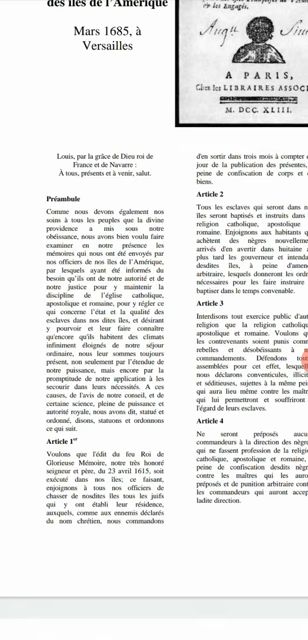 des îles de l'Amérique
Mars 1685, à
Versailles
A PARIS,
Chez les LIBRAIRES ASSOCI
M. DCC. XLIII.
Louis, par la grâce de Dieu roi de
France et de Navarre :
À tous, présents et à venir, salut.
Préambule
Comme nous devons également nos
soins à tous les peuples que la divine
providence a mis sous notre
obéissance, nous avons bien voulu faire
examiner en notre présence les
mémoires qui nous ont été envoyés par
nos officiers de nos îles de l'Amérique,
par lesquels ayant été informés du
besoin qu'ils ont de notre autorité et de
notre justice pour y maintenir la
discipline de l'église catholique,
apostolique et romaine, pour y régler ce
qui concerne l'état et la qualité des
esclaves dans nos dites îles, et désirant
y pourvoir et leur faire connaître
qu'encore qu'ils habitent des climats
infiniment éloignés de notre séjour
ordinaire, nous leur sommes toujours
présent, non seulement par l'étendue de
notre puissance, mais encore par la
promptitude de notre application à les
secourir dans leurs nécessités. A ces
causes, de l'avis de notre conseil, et de
certaine science, pleine de puissance et
autorité royale, nous avons dit, statué et
ordonné, disons, statuons et ordonnons
ce qui suit.
Article 1er
Voulons que l'édit du feu Roi de
Glorieuse Mémoire, notre très honoré
seigneur et père, du 23 avril 1615, soit
exécuté dans nos îles; ce faisant,
enjoignons à tous nos officiers de
chasser de nosdites îles tous les juifs
qui y ont établi leur résidence,
auxquels, comme aux ennemis déclarés
du nom chrétien, nous commandons
d'en sortir dans trois mois à compter
jour de la publication des présentes,
peine de confiscation de corps et
biens.
Article 2
Tous les esclaves qui seront dans n
îles seront baptisés et instruits dans
religion catholique, apostolique
romaine. Enjoignons aux habitants q
achètent des nègres nouvelleme
arrivés d'en avertir dans huitaine
plus tard les gouverneur et intenda
desdites îles, à peine d'amen
arbitraire, lesquels donneront les ordr
nécessaires pour les faire instruire
baptiser dans le temps convenable.
Article 3
Interdisons tout exercice public d'aut
religion que la religion catholiqu
apostolique et romaine. Voulons q
les contrevenants soient punis comm
rebelles et désobéissants à
commandements. Défendons tout
assemblées pour cet effet, lesquel
nous déclarons conventicules, illicit
et séditieuses, sujettes à la même pei
qui aura lieu même contre les maîtr
qui lui permettront et souffriront
l'égard de leurs esclaves.
Article 4
Ne seront préposés aucu
commandeurs à la direction des nègr
qui ne fassent profession de la religio
catholique, apostolique et romaine,
peine de confiscation desdits nègr
contre les maîtres qui les auro
préposés et de punition arbitraire cont
les commandeurs qui auront accep
ladite direction.